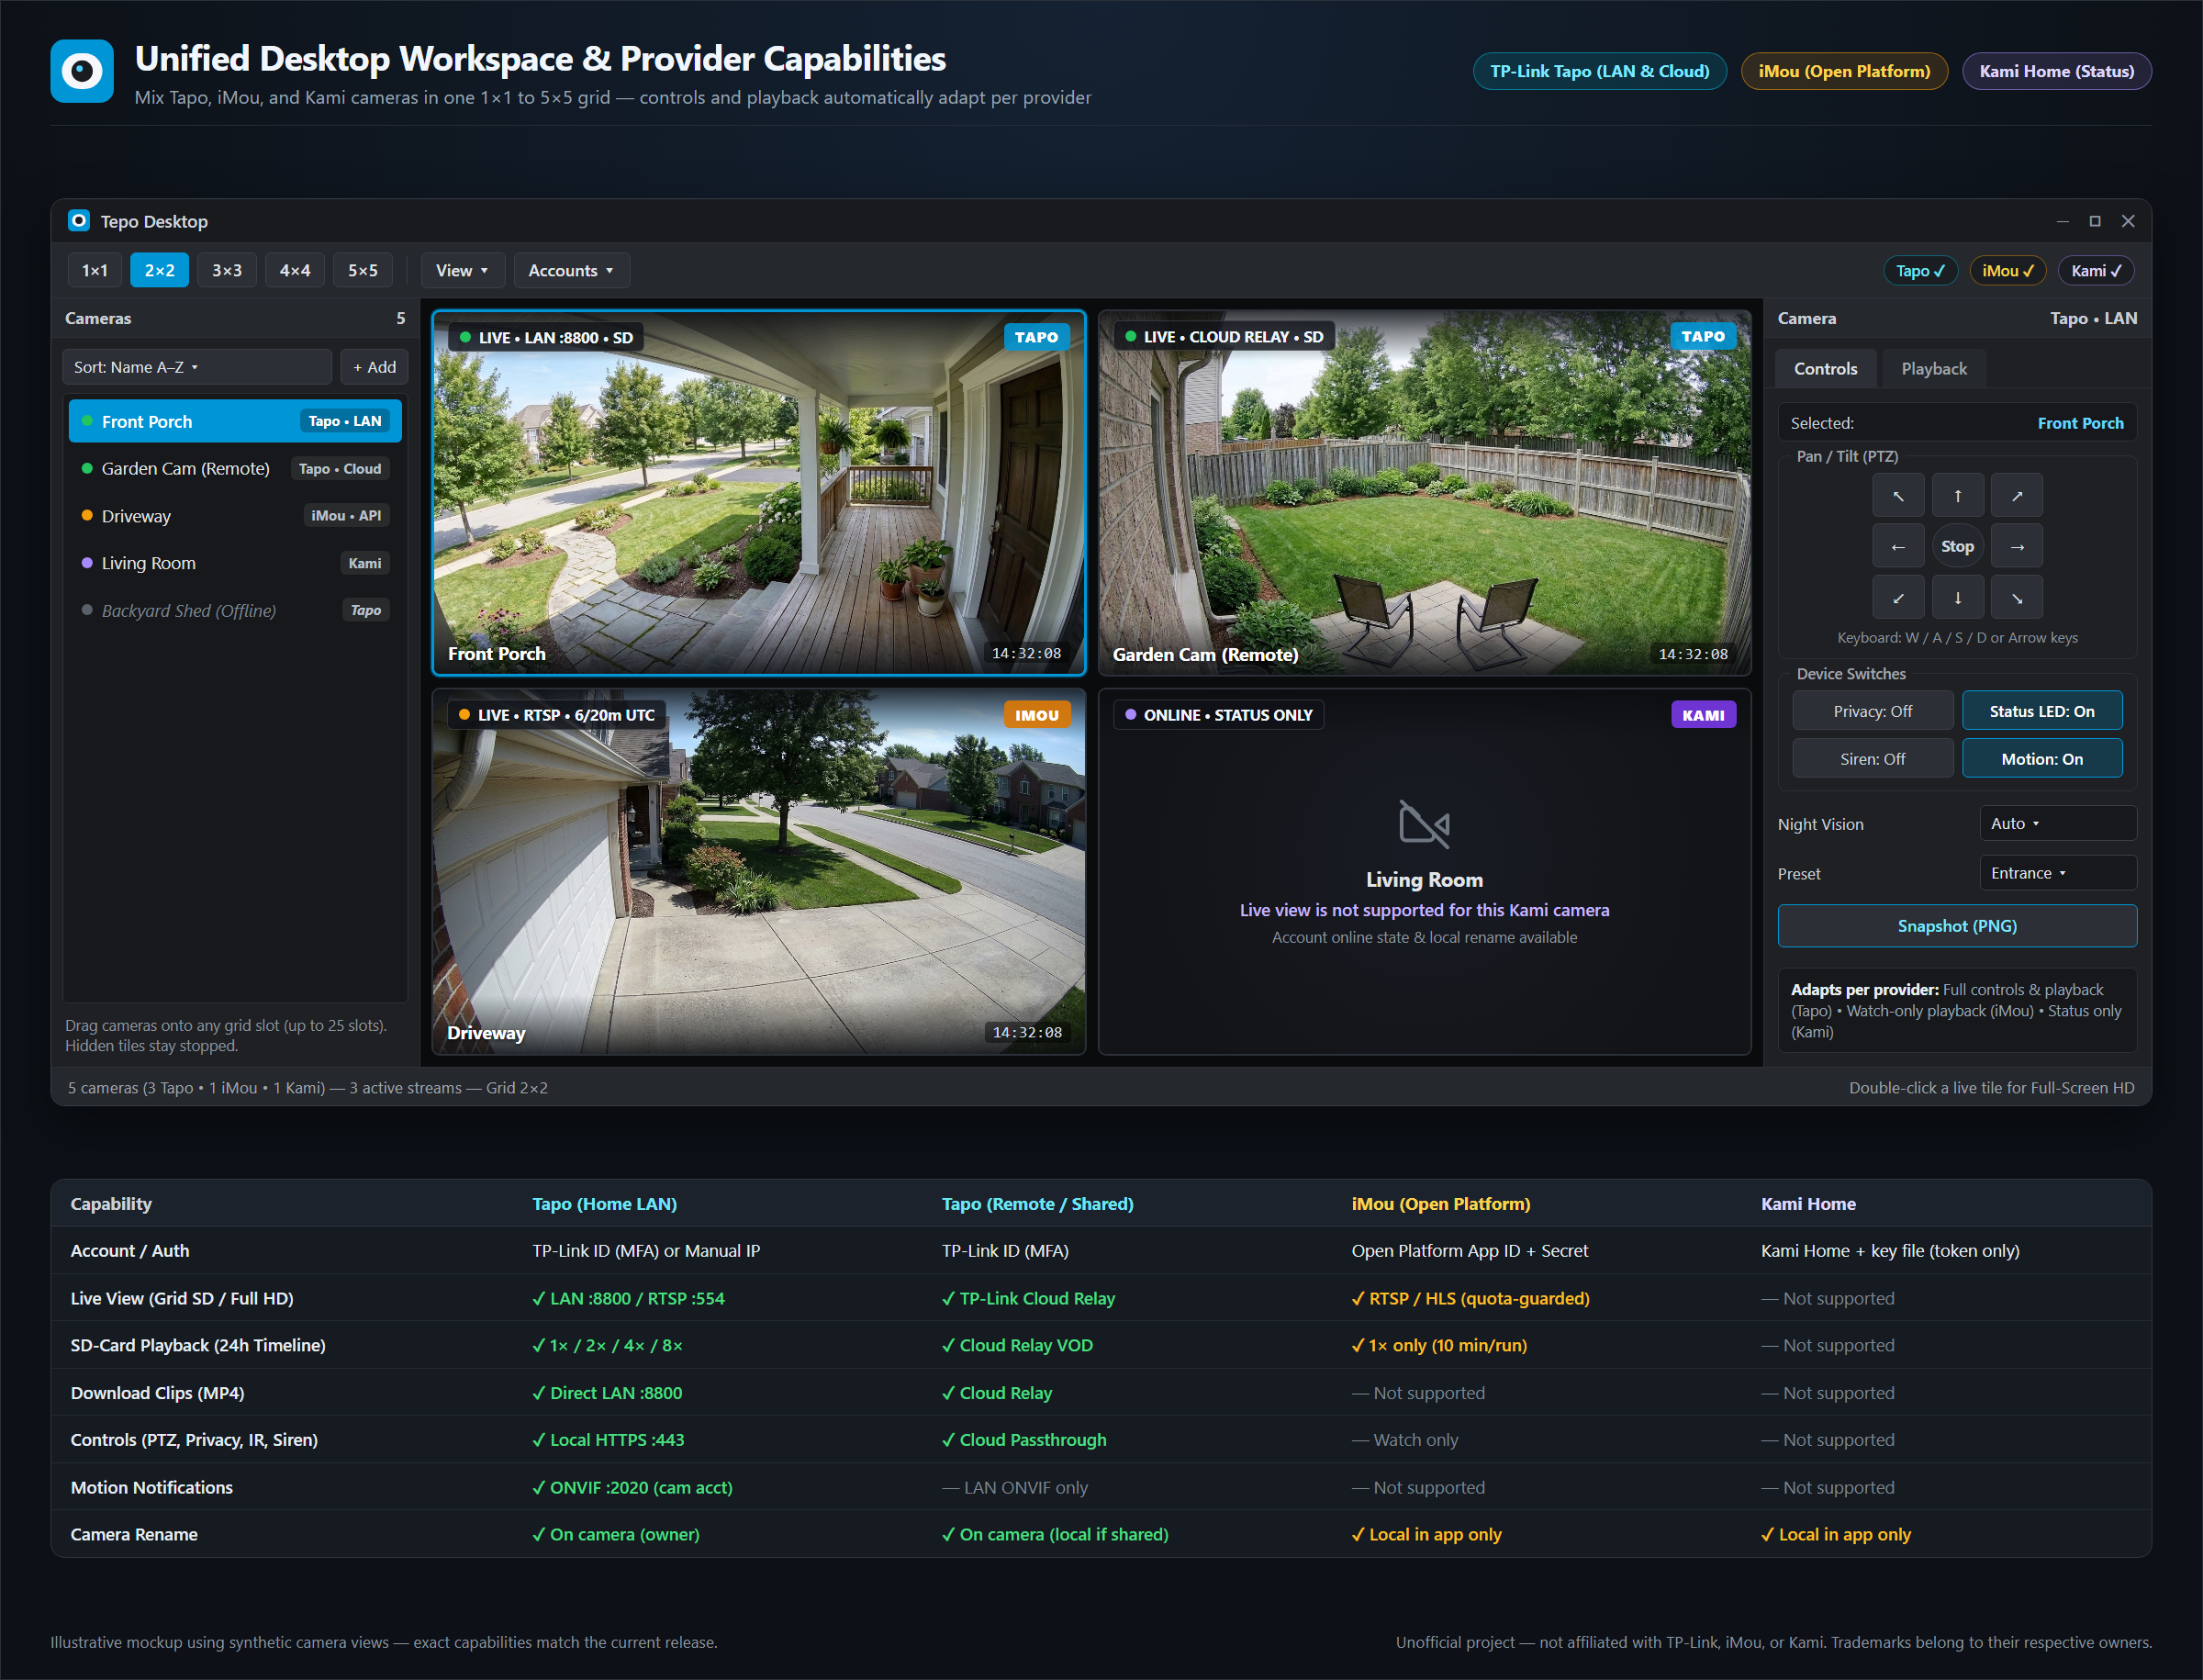 Unified Desktop Workspace & Provider Capabilities
Mix Tapo, iMou, and Kami cameras in one 1×1 to 5×5 grid — controls and playback automatically adapt per provider
TP-Link Tapo (LAN & Cloud)
iMou (Open Platform)
Kami Home (Status)
Tepo Desktop
1×1
2×2
3×3
4×4
5×5
View ▾
Accounts ▾
Tapo ✓
iMou ✓
Kami ✓
Cameras 5
Sort: Name A–Z ▾
+ Add
Front Porch Tapo • LAN
Garden Cam (Remote) Tapo • Cloud
Driveway iMou • API
Living Room Kami
Backyard Shed (Offline) Tapo
Drag cameras onto any grid slot (up to 25 slots).
Hidden tiles stay stopped.
LIVE • LAN :8800 • SD
TAPO
Front Porch
14:32:08
LIVE • CLOUD RELAY • SD
TAPO
Garden Cam (Remote)
14:32:08
LIVE • RTSP • 6/20m UTC
IMOU
Driveway
14:32:08
ONLINE • STATUS ONLY
KAMI
Living Room
Live view is not supported for this Kami camera
Account online state & local rename available
Camera Tapo • LAN
Controls
Playback
Selected: Front Porch
Pan / Tilt (PTZ)
↖ ↑ ↗
← Stop →
↙ ↓ ↘
Keyboard: W / A / S / D or Arrow keys
Device Switches
Privacy: Off
Status LED: On
Siren: Off
Motion: On
Night Vision Auto ▾
Preset Entrance ▾
Snapshot (PNG)
Adapts per provider: Full controls & playback
(Tapo) • Watch-only playback (iMou) • Status only
(Kami)
5 cameras (3 Tapo • 1 iMou • 1 Kami) — 3 active streams — Grid 2×2
Double-click a live tile for Full-Screen HD
Capability Tapo (Home LAN) Tapo (Remote / Shared) iMou (Open Platform) Kami Home
Account / Auth TP-Link ID (MFA) or Manual IP TP-Link ID (MFA) Open Platform App ID + Secret Kami Home + key file (token only)
Live View (Grid SD / Full HD) ✓ LAN :8800 / RTSP :554 ✓ TP-Link Cloud Relay ✓ RTSP / HLS (quota-guarded) — Not supported
SD-Card Playback (24h Timeline) ✓ 1× / 2× / 4× / 8× ✓ Cloud Relay VOD ✓ 1× only (10 min/run) — Not supported
Download Clips (MP4) ✓ Direct LAN :8800 ✓ Cloud Relay — Not supported — Not supported
Controls (PTZ, Privacy, IR, Siren) ✓ Local HTTPS :443 ✓ Cloud Passthrough — Watch only — Not supported
Motion Notifications ✓ ONVIF :2020 (cam acct) — LAN ONVIF only — Not supported — Not supported
Camera Rename ✓ On camera (owner) ✓ On camera (local if shared) ✓ Local in app only ✓ Local in app only
Illustrative mockup using synthetic camera views — exact capabilities match the current release.
Unofficial project — not affiliated with TP-Link, iMou, or Kami. Trademarks belong to their respective owners.